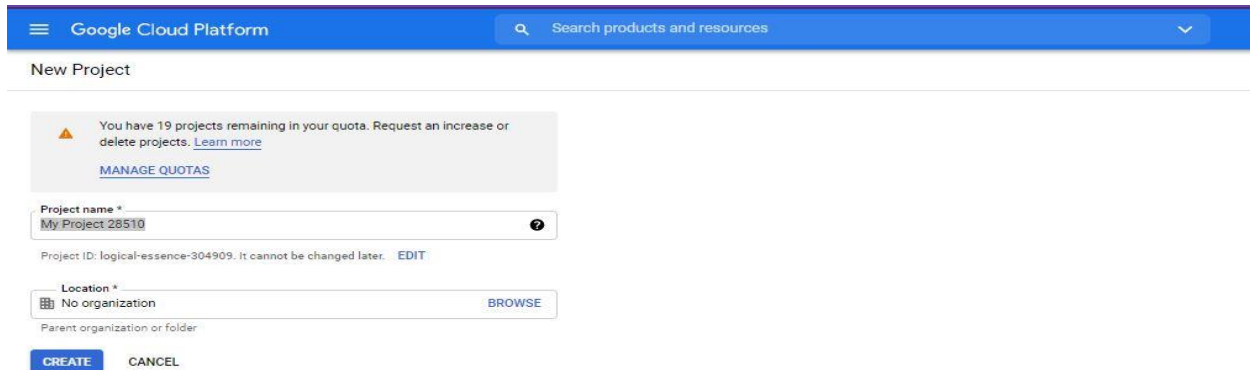 Google Cloud Platform
Search products and resources
New Project
You have 19 projects remaining in your quota. Request an increase or
delete projects. Learn more
MANAGE QUOTAS
Project name *
My Project 28510
Project ID: logical-essence-304909. It cannot be changed later. EDIT
Location *
No organization BROWSE
Parent organization or folder
CREATE CANCEL